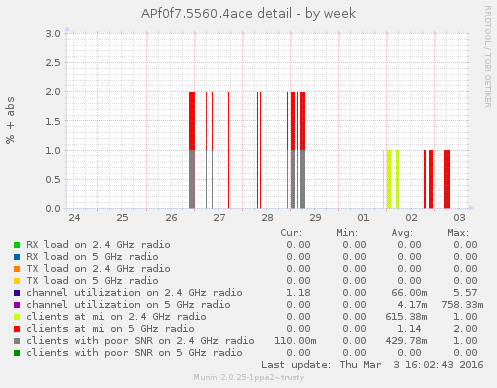 APf0f7.5560.4ace detail - by week
RRDTOOL / TOBI OETIKER
% + abs
3.0
2.5
2.0
1.5
1.0
0.5
0.0
24 25 26 27 28 29 01 02 03
Cur: Min: Avg: Max:
RX load on 2.4 GHz radio 0.00 0.00 0.00 0.00
RX load on 5 GHz radio 0.00 0.00 0.00 0.00
TX load on 2.4 GHz radio 0.00 0.00 0.00 0.00
TX load on 5 GHz radio 0.00 0.00 0.00 0.00
channel utilization on 2.4 GHz radio 1.18 0.00 66.00m 5.57
channel utilization on 5 GHz radio 0.00 0.00 4.17m 758.33m
clients at mi on 2.4 GHz radio 0.00 0.00 615.38m 1.00
clients at mi on 5 GHz radio 0.00 0.00 1.14 2.00
clients with poor SNR on 2.4 GHz radio 110.00m 0.00 429.78m 1.00
clients with poor SNR on 5 GHz radio 0.00 0.00 0.00 0.00
Last update: Thu Mar 3 16:02:43 2016
Munin 2.0.25-1ppa2~trusty